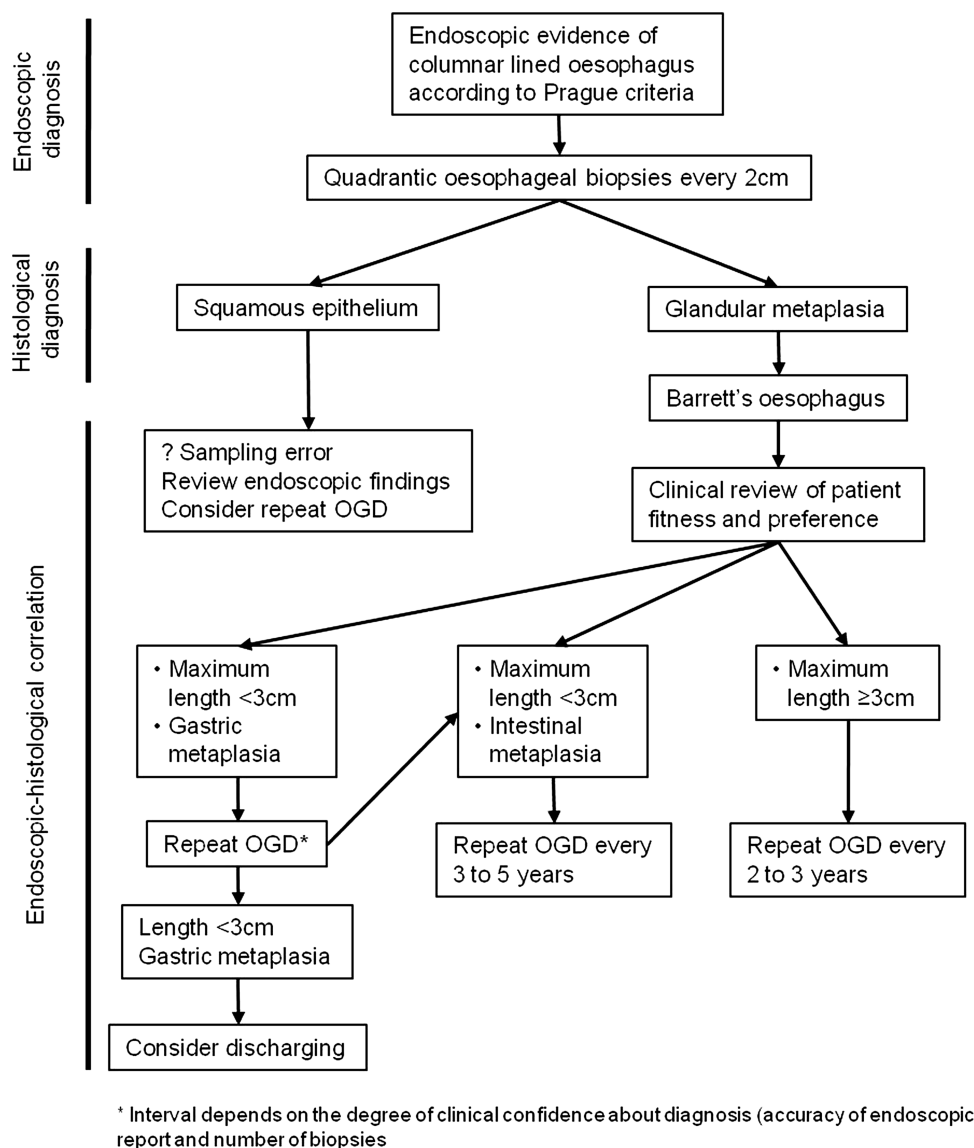 Endoscopic
diagnosis
Endoscopic evidence of
columnar lined oesophagus
according to Prague criteria
Quadrantic oesophageal biopsies every 2cm
Histological
diagnosis
Squamous epithelium
Glandular metaplasia
Barrett's oesophagus
Endoscopic-histological correlation
? Sampling error
Review endoscopic findings
Consider repeat OGD
Clinical review of patient
fitness and preference
• Maximum
length <3cm
• Gastric
metaplasia
• Maximum
length <3cm
• Intestinal
metaplasia
• Maximum
length ≥3cm
Repeat OGD*
Repeat OGD every
3 to 5 years
Repeat OGD every
2 to 3 years
Length <3cm
Gastric metaplasia
Consider discharging
* Interval depends on the degree of clinical confidence about diagnosis (accuracy of endoscopic
report and number of biopsies